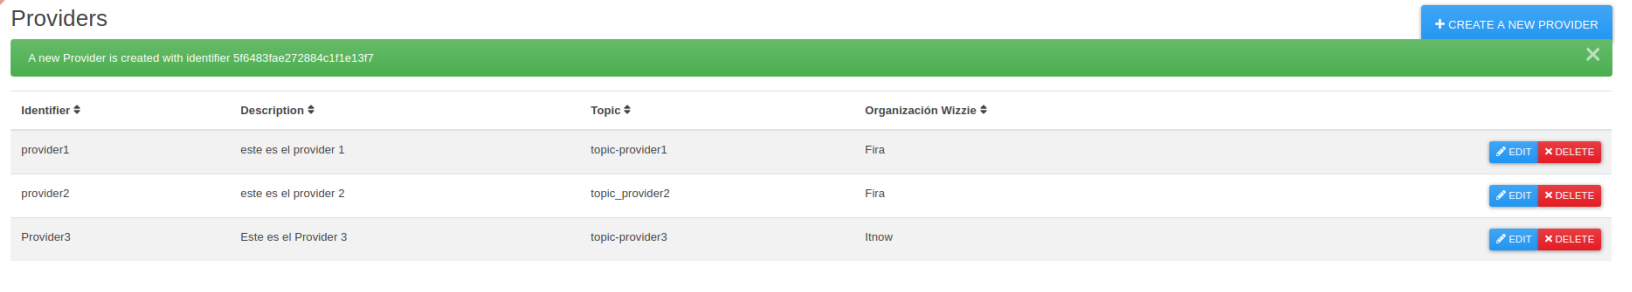 Providers
CREATE A NEW PROVIDER
A new Provider is created with identifier 5f6483fae272884c1f1e13f7
Identifier Description Topic Organización Wizzie
provider1 este es el provider 1 topic-provider1 Fira EDIT DELETE
provider2 este es el provider 2 topic_provider2 Fira EDIT DELETE
Provider3 Este es el Provider 3 topic-provider3 Itnow EDIT DELETE